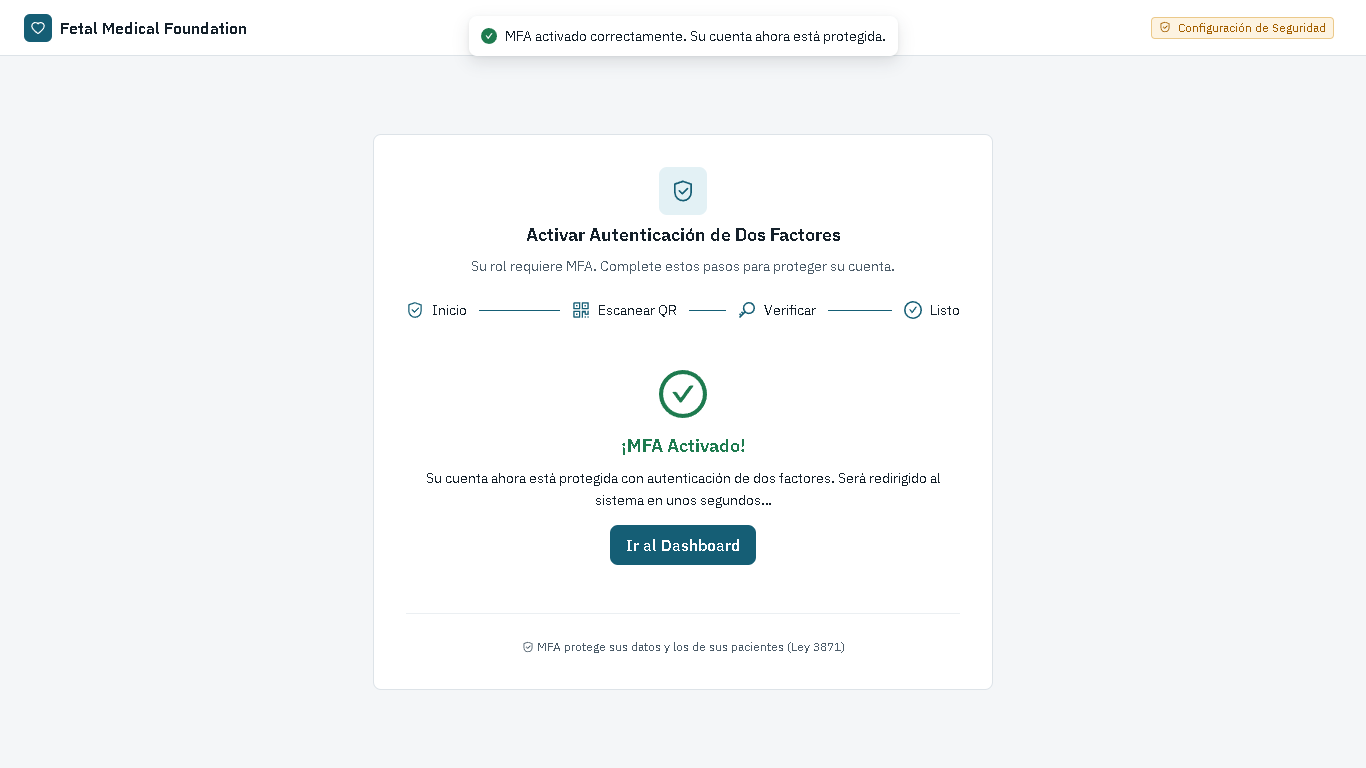 Fetal Medical Foundation
MFA activado correctamente. Su cuenta ahora está protegida.
Configuración de Seguridad
Activar Autenticación de Dos Factores
Su rol requiere MFA. Complete estos pasos para proteger su cuenta.
Inicio
Escanear QR
Verificar
Listo
¡MFA Activado!
Su cuenta ahora está protegida con autenticación de dos factores. Será redirigido al
sistema en unos segundos...
Ir al Dashboard
MFA protege sus datos y los de sus pacientes (Ley 3871)